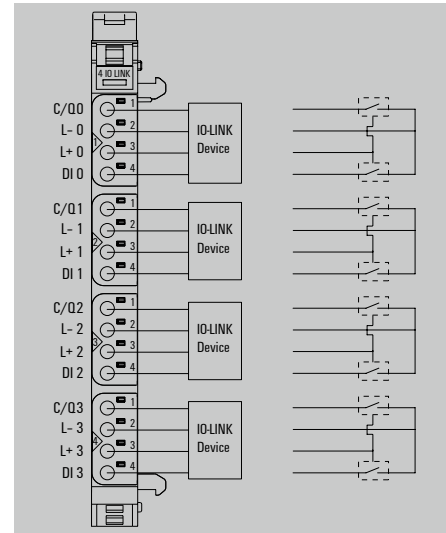 4 IO LINK
C/Q0 1
L- 0 2
L+ 0 3
DI 0 4
1
IO-LINK
Device
C/Q1 1
L- 1 2
L+ 1 3
DI 1 4
2
IO-LINK
Device
C/Q2 1
L- 2 2
L+ 2 3
DI 2 4
3
IO-LINK
Device
C/Q3 1
L- 3 2
L+ 3 3
DI 3 4
4
IO-LINK
Device